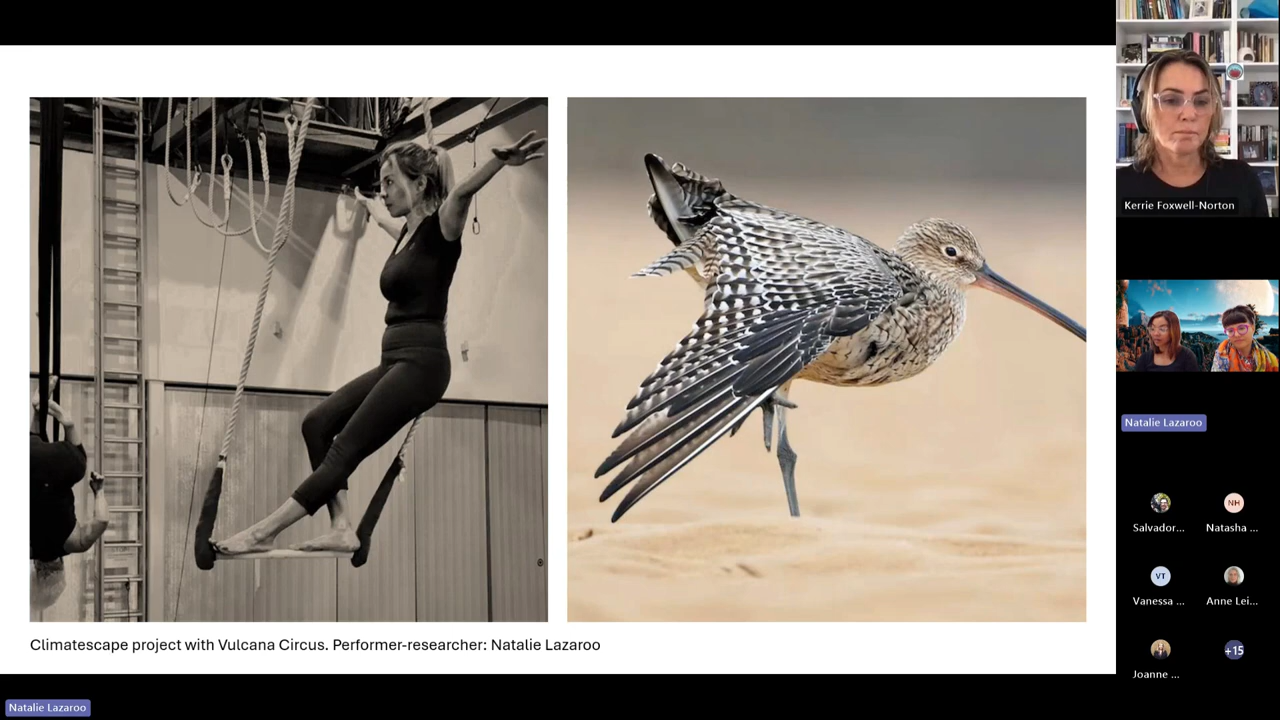 Kerrie Foxwell-Norton
Natalie Lazaroo
Salvador...
NH
Natasha ...
VT
Vanessa ...
Anne Lei...
Joanne ...
+15
Climatescape project with Vulcana Circus. Performer-researcher: Natalie Lazaroo
Natalie Lazaroo